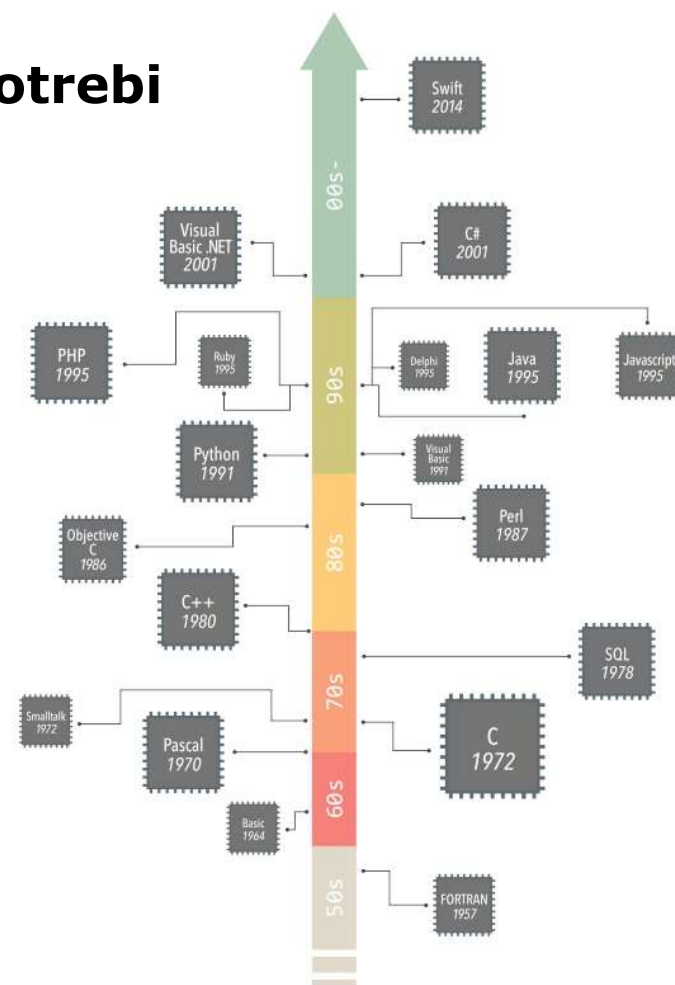 otrebi
Swift
2014
00s-
Visual
Basic .NET
2001
C#
2001
PHP
1995
Ruby
1995
90s
Delphi
1995
Java
1995
Javascript
1995
Python
1991
Visual
Basic
1991
Objective
C
1986
80s
Perl
1987
C++
1980
SQL
1978
70s
Smalltalk
1972
Pascal
1970
C
1972
60s
Basic
1964
50s
FORTRAN
1957